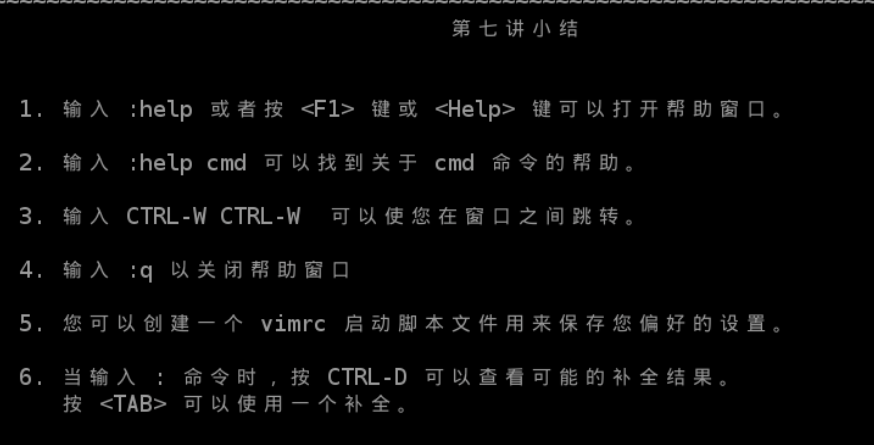 第七讲小结
1. 输入 :help 或者按 <F1> 键或 <Help> 键可以打开帮助窗口。
2. 输入 :help cmd 可以找到关于 cmd 命令的帮助。
3. 输入 CTRL-W CTRL-W  可以使您在窗口之间跳转。
4. 输入 :q 以关闭帮助窗口
5. 您可以创建一个 vimrc 启动脚本文件用来保存您偏好的设置。
6. 当输入 : 命令时，按 CTRL-D 可以查看可能的补全结果。
按 <TAB> 可以使用一个补全。